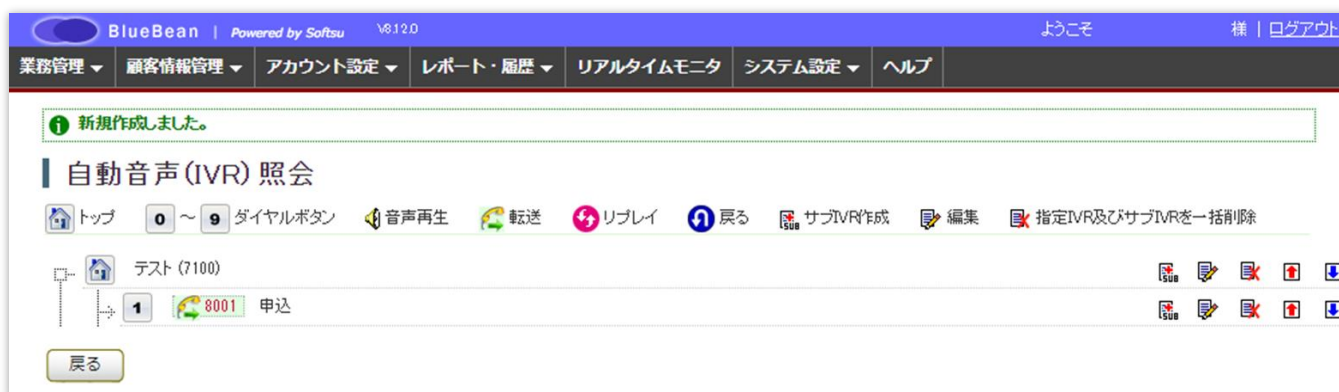 BlueBean | Powered by Softsu V8.12.0 ようこそ 様 | ログアウト
業務管理 顧客情報管理 アカウント設定 レポート・履歴 リアルタイムモニタ システム設定 ヘルプ
新規作成しました。
自動音声(IVR)照会
トップ 0 ～ 9 ダイヤルボタン 音声再生 転送 リプレイ 戻る SUB サブIVR作成 編集 指定IVR及びサブIVRを一括削除
テスト (7100) SUB
1 8001 申込 SUB
戻る